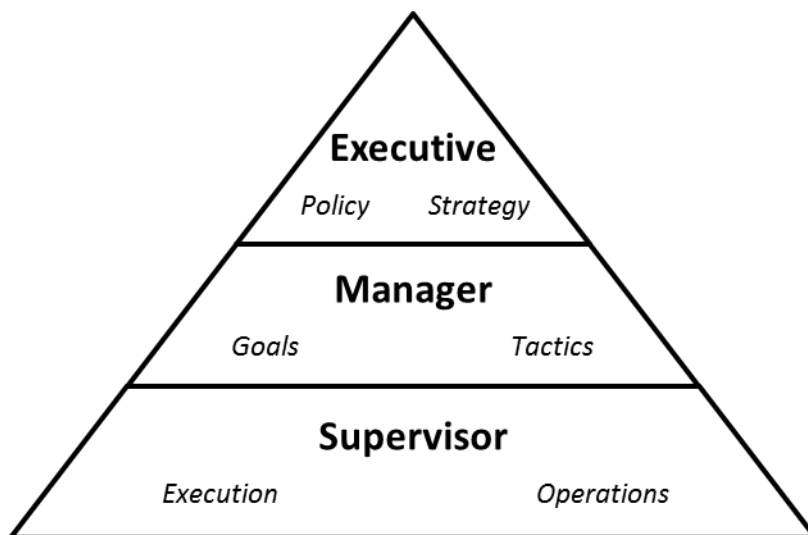 Executive
Policy Strategy
Manager
Goals Tactics
Supervisor
Execution Operations